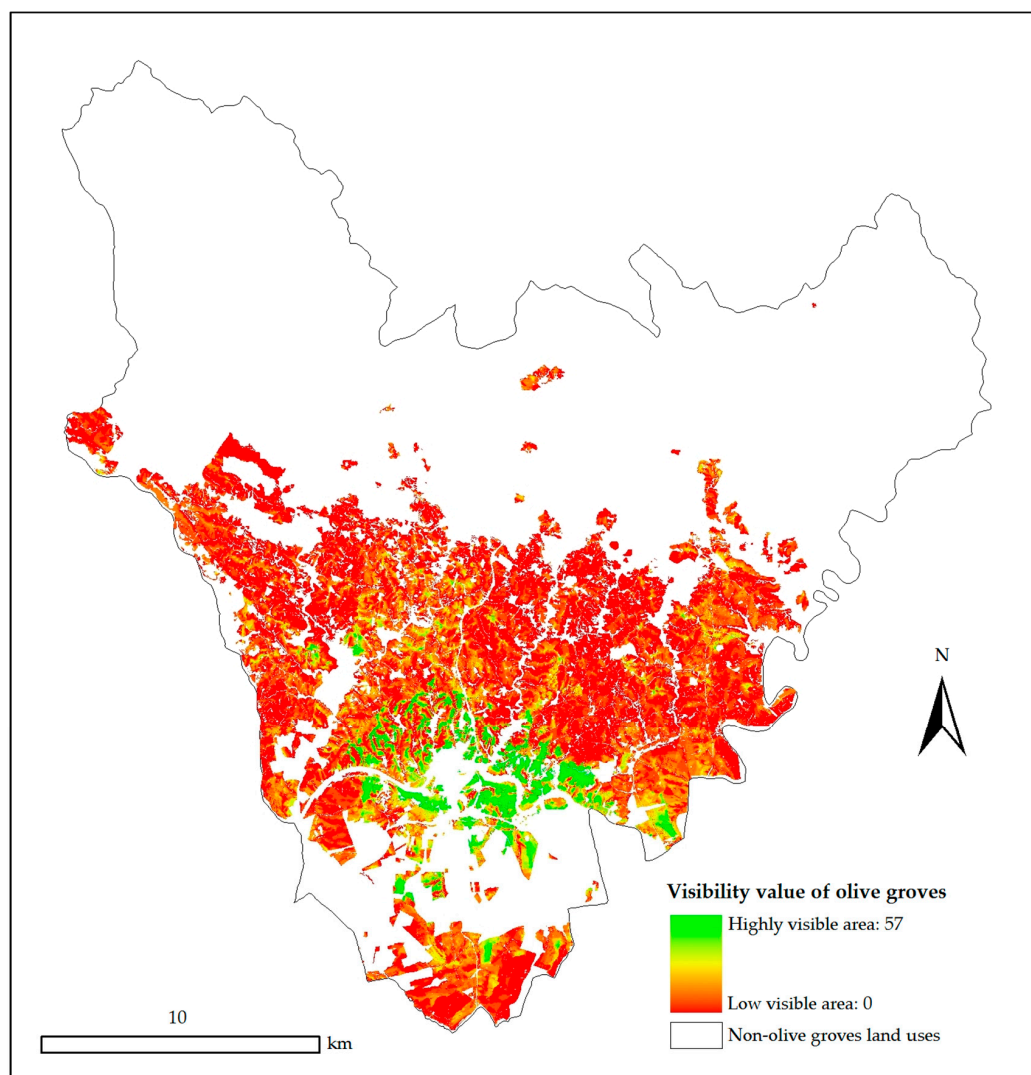 N
Visibility value of olive groves
Highly visible area: 57
Low visible area: 0
Non-olive groves land uses
10
km